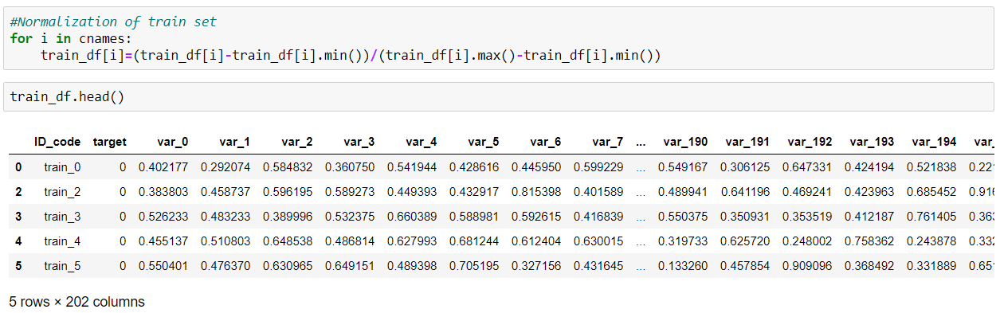 #Normalization of train set
for i in cnames:
    train_df[i]=(train_df[i]-train_df[i].min())/(train_df[i].max()-train_df[i].min())
train_df.head()
ID_code target var_0 var_1 var_2 var_3 var_4 var_5 var_6 var_7 ... var_190 var_191 var_192 var_193 var_194 var_
0 train_0 0 0.402177 0.292074 0.584832 0.360750 0.541944 0.428616 0.445950 0.599229 ... 0.549167 0.306125 0.647331 0.424194 0.521838 0.221
2 train_2 0 0.383803 0.458737 0.596195 0.589273 0.449393 0.432917 0.815398 0.401589 ... 0.489941 0.641196 0.469241 0.423963 0.685452 0.916
3 train_3 0 0.526233 0.483233 0.389996 0.532375 0.660389 0.588981 0.592615 0.416839 ... 0.550375 0.350931 0.353519 0.412187 0.761405 0.363
4 train_4 0 0.455137 0.510803 0.648538 0.486814 0.627993 0.681244 0.612404 0.630015 ... 0.319733 0.625720 0.248002 0.758362 0.243878 0.332
5 train_5 0 0.550401 0.476370 0.630965 0.649151 0.489398 0.705195 0.327156 0.431645 ... 0.133260 0.457854 0.909096 0.368492 0.331889 0.651
5 rows × 202 columns